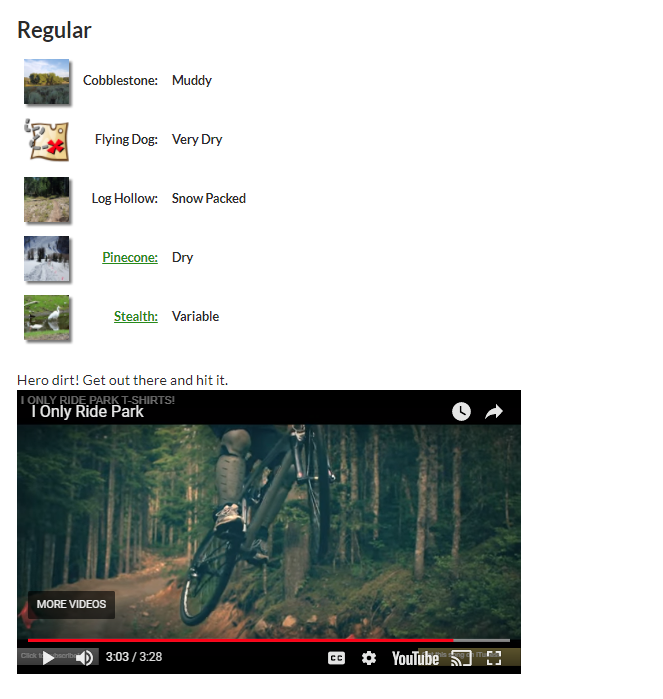 Regular
Cobblestone: Muddy
Flying Dog: Very Dry
Log Hollow: Snow Packed
Pinecone: Dry
Stealth: Variable
Hero dirt! Get out there and hit it.
I ONLY RIDE PARK T-SHIRTS!
I Only Ride Park
MORE VIDEOS
3:03 / 3:28
CC
YouTube